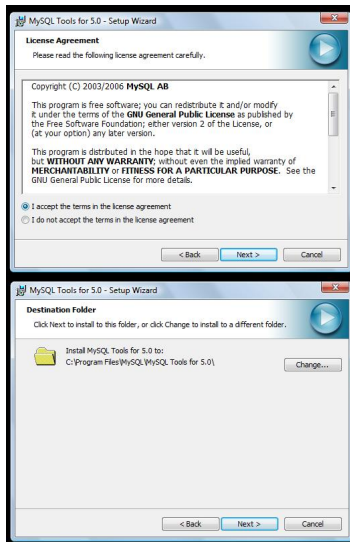 MySQL Tools for 5.0 - Setup Wizard
License Agreement
Please read the following license agreement carefully.
Copyright (C) 2003/2006 MySQL AB
This program is free software; you can redistribute it and/or modify
it under the terms of the GNU General Public License as published by
the Free Software Foundation; either version 2 of the License, or
(at your option) any later version.
This program is distributed in the hope that it will be useful,
but WITHOUT ANY WARRANTY; without even the implied warranty of
MERCHANTABILITY or FITNESS FOR A PARTICULAR PURPOSE. See the
GNU General Public License for more details.
I accept the terms in the license agreement
I do not accept the terms in the license agreement
< Back Next > Cancel
MySQL Tools for 5.0 - Setup Wizard
Destination Folder
Click Next to install to this folder, or click Change to install to a different folder.
Install MySQL Tools for 5.0 to:
C:\Program Files\MySQL\MySQL Tools for 5.0\
Change...
< Back Next > Cancel